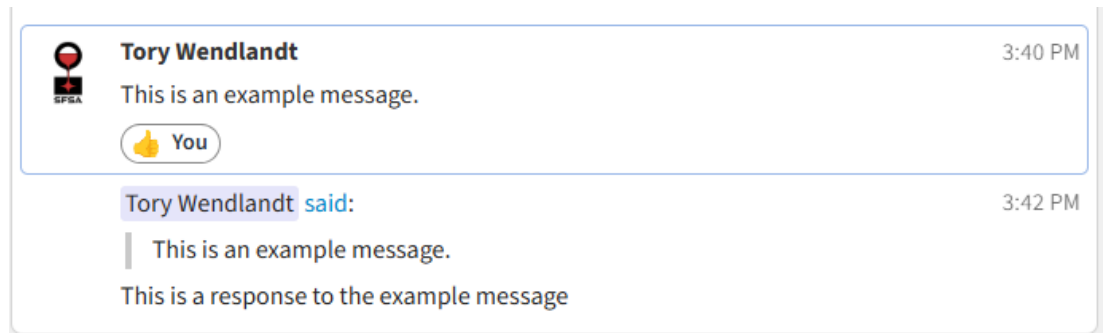 Tory Wendlandt 3:40 PM
SFSA
This is an example message.
👍 You
Tory Wendlandt said: 3:42 PM
This is an example message.
This is a response to the example message